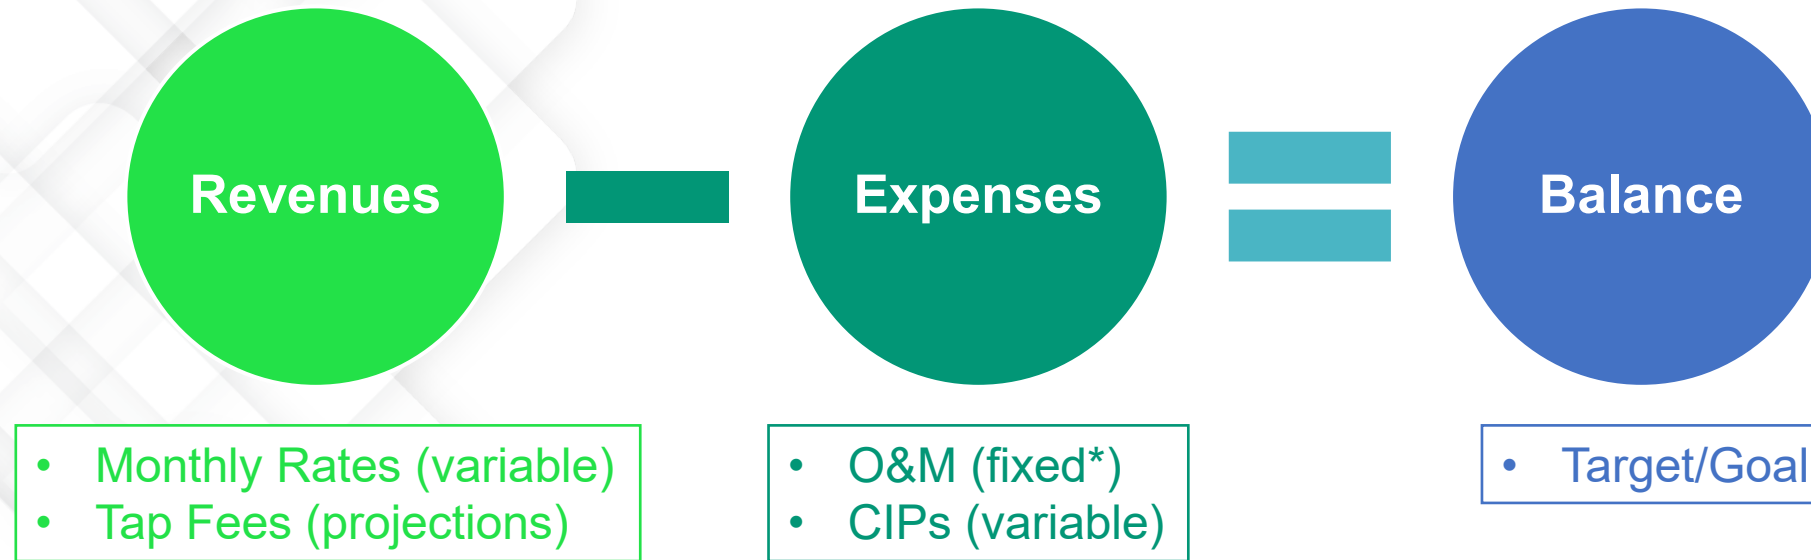 Revenues
Expenses
Balance
• Monthly Rates (variable)
• Tap Fees (projections)
• O&M (fixed*)
• CIPs (variable)
• Target/Goal